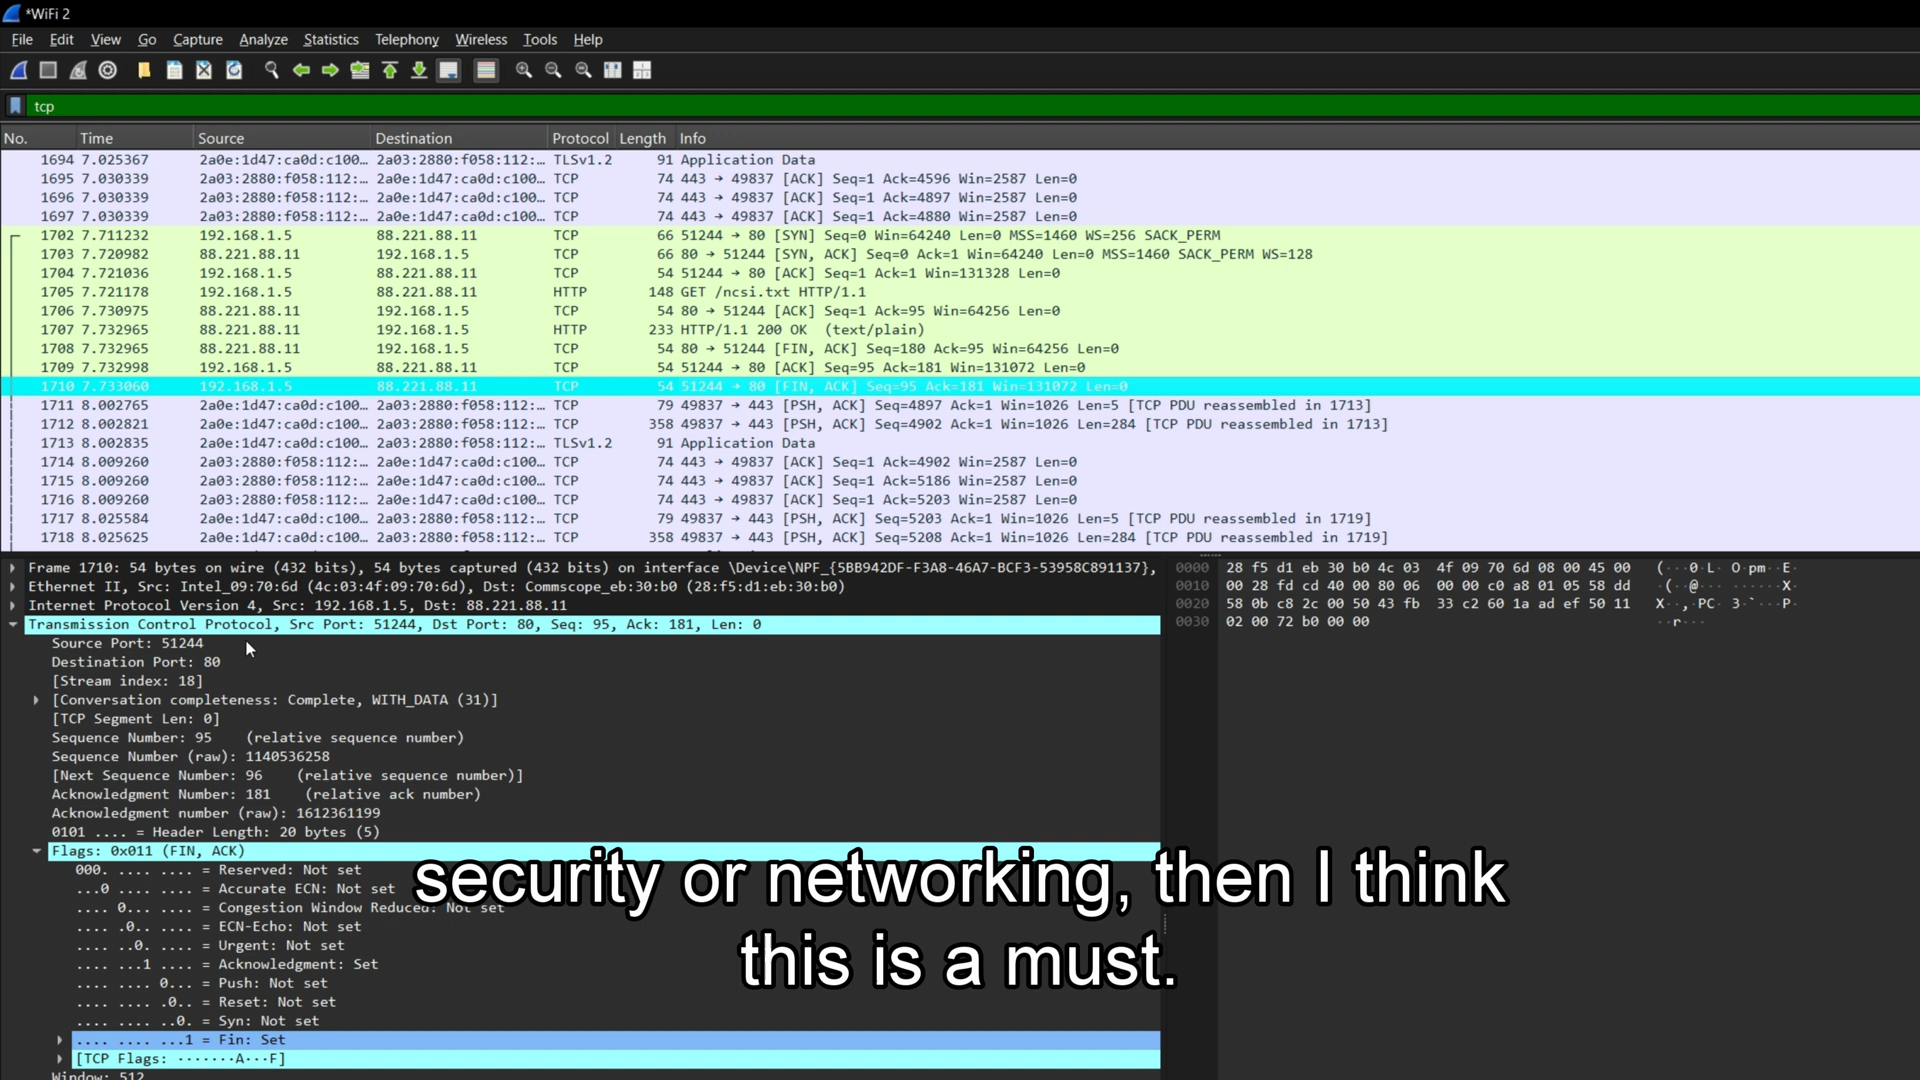 *WiFi 2
File Edit View Go Capture Analyze Statistics Telephony Wireless Tools Help
tcp
No. Time Source Destination Protocol Length Info
1694 7.025367 2a0e:1d47:ca0d:c100… 2a03:2880:f058:112:… TLSv1.2 91 Application Data
1695 7.030339 2a03:2880:f058:112:… 2a0e:1d47:ca0d:c100… TCP 74 443 → 49837 [ACK] Seq=1 Ack=4596 Win=2587 Len=0
1696 7.030339 2a03:2880:f058:112:… 2a0e:1d47:ca0d:c100… TCP 74 443 → 49837 [ACK] Seq=1 Ack=4897 Win=2587 Len=0
1697 7.030339 2a03:2880:f058:112:… 2a0e:1d47:ca0d:c100… TCP 74 443 → 49837 [ACK] Seq=1 Ack=4880 Win=2587 Len=0
1702 7.711232 192.168.1.5 88.221.88.11 TCP 66 51244 → 80 [SYN] Seq=0 Win=64240 Len=0 MSS=1460 WS=256 SACK_PERM
1703 7.720982 88.221.88.11 192.168.1.5 TCP 66 80 → 51244 [SYN, ACK] Seq=0 Ack=1 Win=64240 Len=0 MSS=1460 SACK_PERM WS=128
1704 7.721036 192.168.1.5 88.221.88.11 TCP 54 51244 → 80 [ACK] Seq=1 Ack=1 Win=131328 Len=0
1705 7.721178 192.168.1.5 88.221.88.11 HTTP 148 GET /ncsi.txt HTTP/1.1
1706 7.730975 88.221.88.11 192.168.1.5 TCP 54 80 → 51244 [ACK] Seq=1 Ack=95 Win=64256 Len=0
1707 7.732965 88.221.88.11 192.168.1.5 HTTP 233 HTTP/1.1 200 OK (text/plain)
1708 7.732965 88.221.88.11 192.168.1.5 TCP 54 80 → 51244 [FIN, ACK] Seq=180 Ack=95 Win=64256 Len=0
1709 7.732998 192.168.1.5 88.221.88.11 TCP 54 51244 → 80 [ACK] Seq=95 Ack=181 Win=131072 Len=0
1710 7.733060 192.168.1.5 88.221.88.11 TCP 54 51244 → 80 [FIN, ACK] Seq=95 Ack=181 Win=131072 Len=0
1711 8.002765 2a0e:1d47:ca0d:c100… 2a03:2880:f058:112:… TCP 79 49837 → 443 [PSH, ACK] Seq=4897 Ack=1 Win=1026 Len=5 [TCP PDU reassembled in 1713]
1712 8.002821 2a0e:1d47:ca0d:c100… 2a03:2880:f058:112:… TCP 358 49837 → 443 [PSH, ACK] Seq=4902 Ack=1 Win=1026 Len=284 [TCP PDU reassembled in 1713]
1713 8.002835 2a0e:1d47:ca0d:c100… 2a03:2880:f058:112:… TLSv1.2 91 Application Data
1714 8.009260 2a03:2880:f058:112:… 2a0e:1d47:ca0d:c100… TCP 74 443 → 49837 [ACK] Seq=1 Ack=4902 Win=2587 Len=0
1715 8.009260 2a03:2880:f058:112:… 2a0e:1d47:ca0d:c100… TCP 74 443 → 49837 [ACK] Seq=1 Ack=5186 Win=2587 Len=0
1716 8.009260 2a03:2880:f058:112:… 2a0e:1d47:ca0d:c100… TCP 74 443 → 49837 [ACK] Seq=1 Ack=5203 Win=2587 Len=0
1717 8.025584 2a0e:1d47:ca0d:c100… 2a03:2880:f058:112:… TCP 79 49837 → 443 [PSH, ACK] Seq=5203 Ack=1 Win=1026 Len=5 [TCP PDU reassembled in 1719]
1718 8.025625 2a0e:1d47:ca0d:c100… 2a03:2880:f058:112:… TCP 358 49837 → 443 [PSH, ACK] Seq=5208 Ack=1 Win=1026 Len=284 [TCP PDU reassembled in 1719]
Frame 1710: 54 bytes on wire (432 bits), 54 bytes captured (432 bits) on interface \Device\NPF_{5BB942DF-F3A8-46A7-BCF3-53958C891137},
Ethernet II, Src: Intel_09:70:6d (4c:03:4f:09:70:6d), Dst: Commscope_eb:30:b0 (28:f5:d1:eb:30:b0)
Internet Protocol Version 4, Src: 192.168.1.5, Dst: 88.221.88.11
Transmission Control Protocol, Src Port: 51244, Dst Port: 80, Seq: 95, Ack: 181, Len: 0
Source Port: 51244
Destination Port: 80
[Stream index: 18]
[Conversation completeness: Complete, WITH_DATA (31)]
[TCP Segment Len: 0]
Sequence Number: 95 (relative sequence number)
Sequence Number (raw): 1140536258
[Next Sequence Number: 96 (relative sequence number)]
Acknowledgment Number: 181 (relative ack number)
Acknowledgment number (raw): 1612361199
0101 .... = Header Length: 20 bytes (5)
Flags: 0x011 (FIN, ACK)
000. .... .... = Reserved: Not set
...0 .... .... = Accurate ECN: Not set
.... 0... .... = Congestion Window Reduced: Not set
.... .0.. .... = ECN-Echo: Not set
.... ..0. .... = Urgent: Not set
.... ...1 .... = Acknowledgment: Set
.... .... 0... = Push: Not set
.... .... .0.. = Reset: Not set
.... .... ..0. = Syn: Not set
.... .... ...1 = Fin: Set
[TCP Flags: ·······A···F]
Window: 512
0000 28 f5 d1 eb 30 b0 4c 03 4f 09 70 6d 08 00 45 00 (···0·L· O·pm··E·
0010 00 28 fd cd 40 00 80 06 00 00 c0 a8 01 05 58 dd ·(··@··· ······X·
0020 58 0b c8 2c 00 50 43 fb 33 c2 60 1a ad ef 50 11 X··,·PC· 3·`···P·
0030 02 00 72 b0 00 00 ··r···
security or networking, then I think
this is a must.